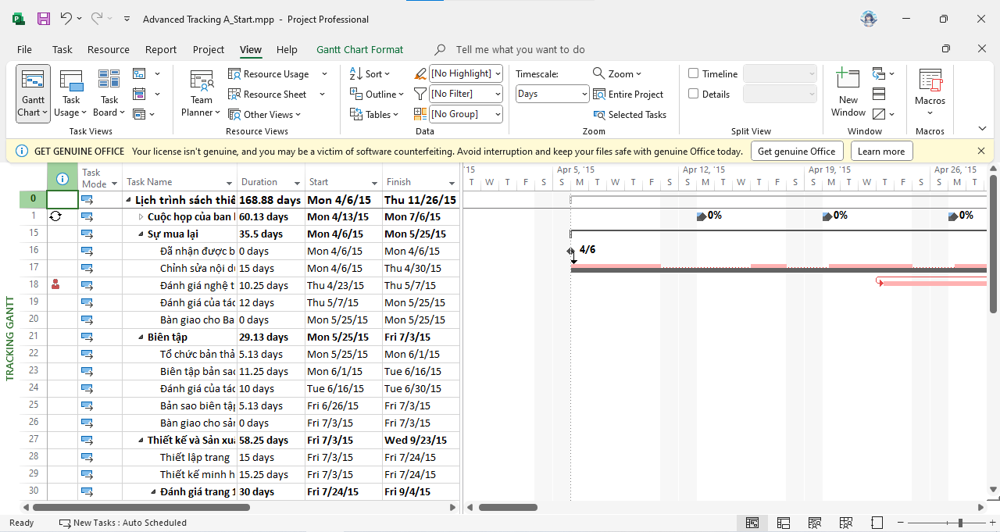 Advanced Tracking A_Start.mpp - Project Professional
File Task Resource Report Project View Help Gantt Chart Format Tell me what you want to do
Gantt Chart
Task Usage
Task Board
Task Views
Team Planner
Resource Usage
Resource Sheet
Other Views
Resource Views
Sort
Outline
Tables
[No Highlight]
[No Filter]
[No Group]
Data
Timescale:
Days
Zoom
Entire Project
Selected Tasks
Zoom
Timeline
Details
Split View
New Window
Window
Macros
Macros
GET GENUINE OFFICE Your license isn't genuine, and you may be a victim of software counterfeiting. Avoid interruption and keep your files safe with genuine Office today. Get genuine Office Learn more
Task Mode Task Name Duration Start Finish
'15 Apr 5, '15 Apr 12, '15 Apr 19, '15 Apr 26, '15
T W T F S S M T W T F S S M T W T F S S M T W T F S S M T
0 Lịch trình sách thiế 168.88 days Mon 4/6/15 Thu 11/26/15
1 Cuộc họp của ban 60.13 days Mon 4/13/15 Mon 7/6/15 0% 0% 0%
15 Sự mua lại 35.5 days Mon 4/6/15 Mon 5/25/15
16 Đã nhận được b 0 days Mon 4/6/15 Mon 4/6/15 4/6
17 Chỉnh sửa nội 15 days Mon 4/6/15 Thu 4/30/15
18 Đánh giá nghệ t 10.25 days Thu 4/23/15 Thu 5/7/15
19 Đánh giá của tác 12 days Thu 5/7/15 Mon 5/25/15
20 Bàn giao cho Ba 0 days Mon 5/25/15 Mon 5/25/15
21 Biên tập 29.13 days Mon 5/25/15 Fri 7/3/15
22 Tổ chức bản thả 5.13 days Mon 5/25/15 Mon 6/1/15
23 Biên tập bản sao 11.25 days Mon 6/1/15 Tue 6/16/15
24 Đánh giá của tác 10 days Tue 6/16/15 Tue 6/30/15
25 Bản sao biên tập 5.13 days Fri 6/26/15 Fri 7/3/15
26 Bàn giao cho sản 0 days Fri 7/3/15 Fri 7/3/15
27 Thiết kế và Sản xuấ 58.25 days Fri 7/3/15 Wed 9/23/15
28 Thiết lập trang 15 days Fri 7/3/15 Fri 7/24/15
29 Thiết kế minh h 15.25 days Fri 7/3/15 Fri 7/24/15
30 Đánh giá trang 1 30 days Fri 7/24/15 Fri 9/4/15
TRACKING GANTT
Ready New Tasks : Auto Scheduled